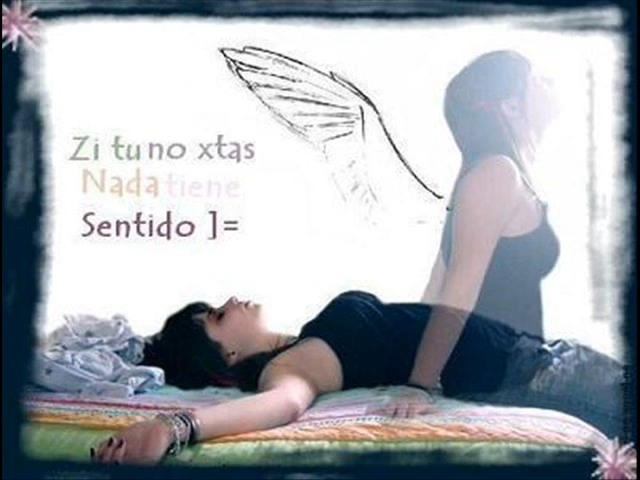 Zi tu no xtas
Nada tiene
Sentido ]=